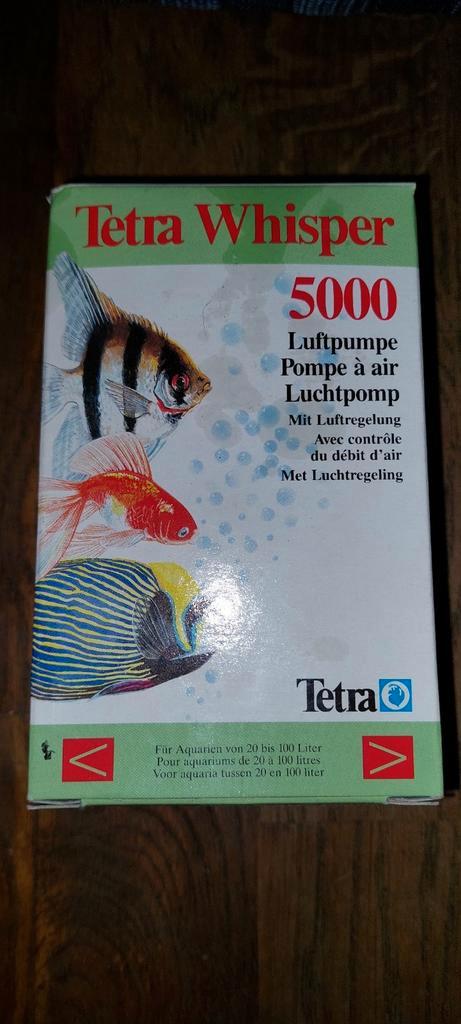 Tetra Whisper
5000
Luftpumpe
Pompe à air
Luchtpomp
Mit Luftregelung
Avec contrôle
du débit d'air
Met Luchtregeling
Tetra
Für Aquarien von 20 bis 100 Liter
Pour aquariums de 20 à 100 litres
Voor aquaria tussen 20 en 100 liter